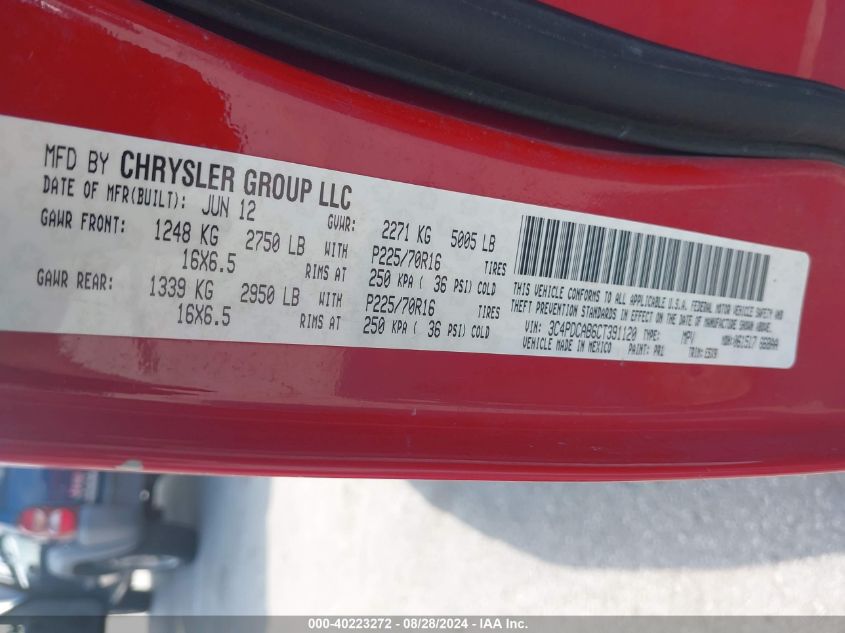 MFD BY CHRYSLER GROUP LLC
DATE OF MFR(BUILT): JUN 12 GVWR: 2271 KG 5005 LB
GAWR FRONT: 1248 KG 2750 LB WITH P225/70R16 TIRES
16X6.5 RIMS AT 250 KPA ( 36 PSI) COLD
GAWR REAR: 1339 KG 2950 LB WITH P225/70R16 TIRES
16X6.5 RIMS AT 250 KPA ( 36 PSI) COLD
THIS VEHICLE CONFORMS TO ALL APPLICABLE U.S.A. FEDERAL MOTOR VEHICLE SAFETY AND
THEFT PREVENTION STANDARDS IN EFFECT ON THE DATE OF MANUFACTURE SHOWN ABOVE.
VIN: 3C4PDCAB6CT391120 TYPE: MPV MDH: 061517 
VEHICLE MADE IN MEXICO PAINT: PR1 TRIM:
000-40223272 - 08/28/2024 - IAA Inc.